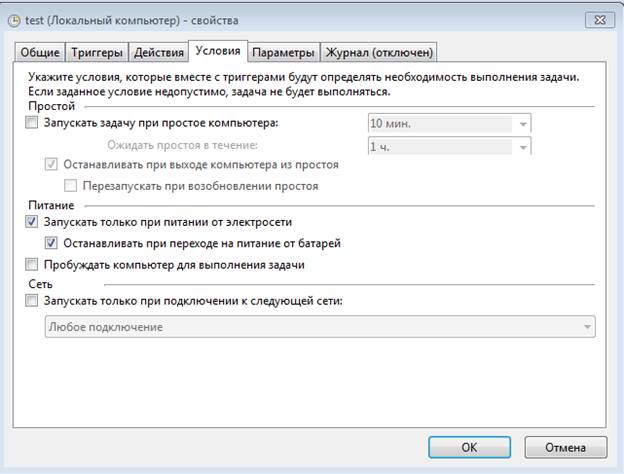 test (Локальный компьютер) - свойства
Общие Триггеры Действия Условия Параметры Журнал (отключен)
Укажите условия, которые вместе с триггерами будут определять необходимость выполнения задачи.
Если заданное условие недопустимо, задача не будет выполняться.
Простой
Запускать задачу при простое компьютера: 10 мин.
Ожидать простоя в течение: 1 ч.
Останавливать при выходе компьютера из простоя
Перезапускать при возобновлении простоя
Питание
Запускать только при питании от электросети
Останавливать при переходе на питание от батарей
Пробуждать компьютер для выполнения задачи
Сеть
Запускать только при подключении к следующей сети:
Любое подключение
OK Отмена